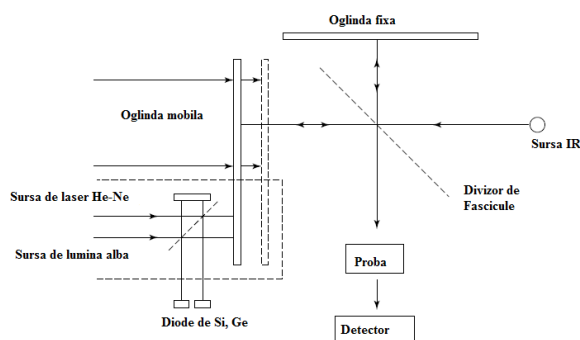 Oglinda fixa
Oglinda mobila
Sursa IR
Sursa de laser He-Ne
Divizor de
Fascicule
Sursa de lumina alba
Proba
Diode de Si, Ge
Detector